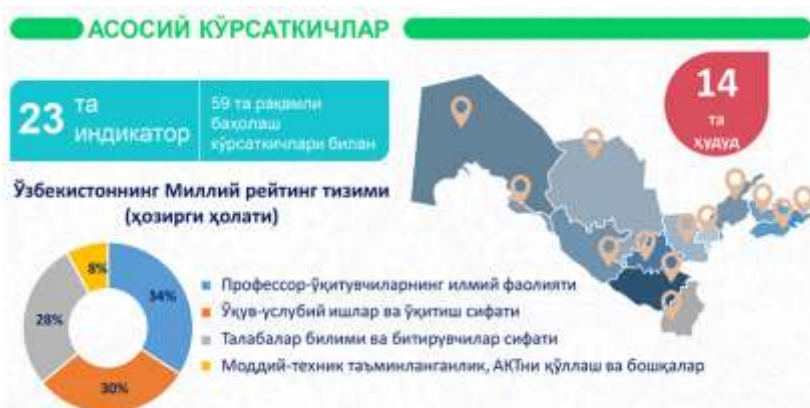 АСОСИЙ КЎРСАТКИЧЛАР
23 та индикатор
59 та рақамли
баҳолаш
кўрсаткичлари билан
14
та
ҳудуд
Ўзбекистоннинг Миллий рейтинг тизими
(ҳозирги ҳолати)
8%
34%
28%
30%
Профессор-ўқитувчиларнинг илмий фаолияти
Ўқув-услубий ишлар ва ўқитиш сифати
Талабалар билими ва битирувчилар сифати
Моддий-техник таъминланганлик, АКТни қўллаш ва бошқалар